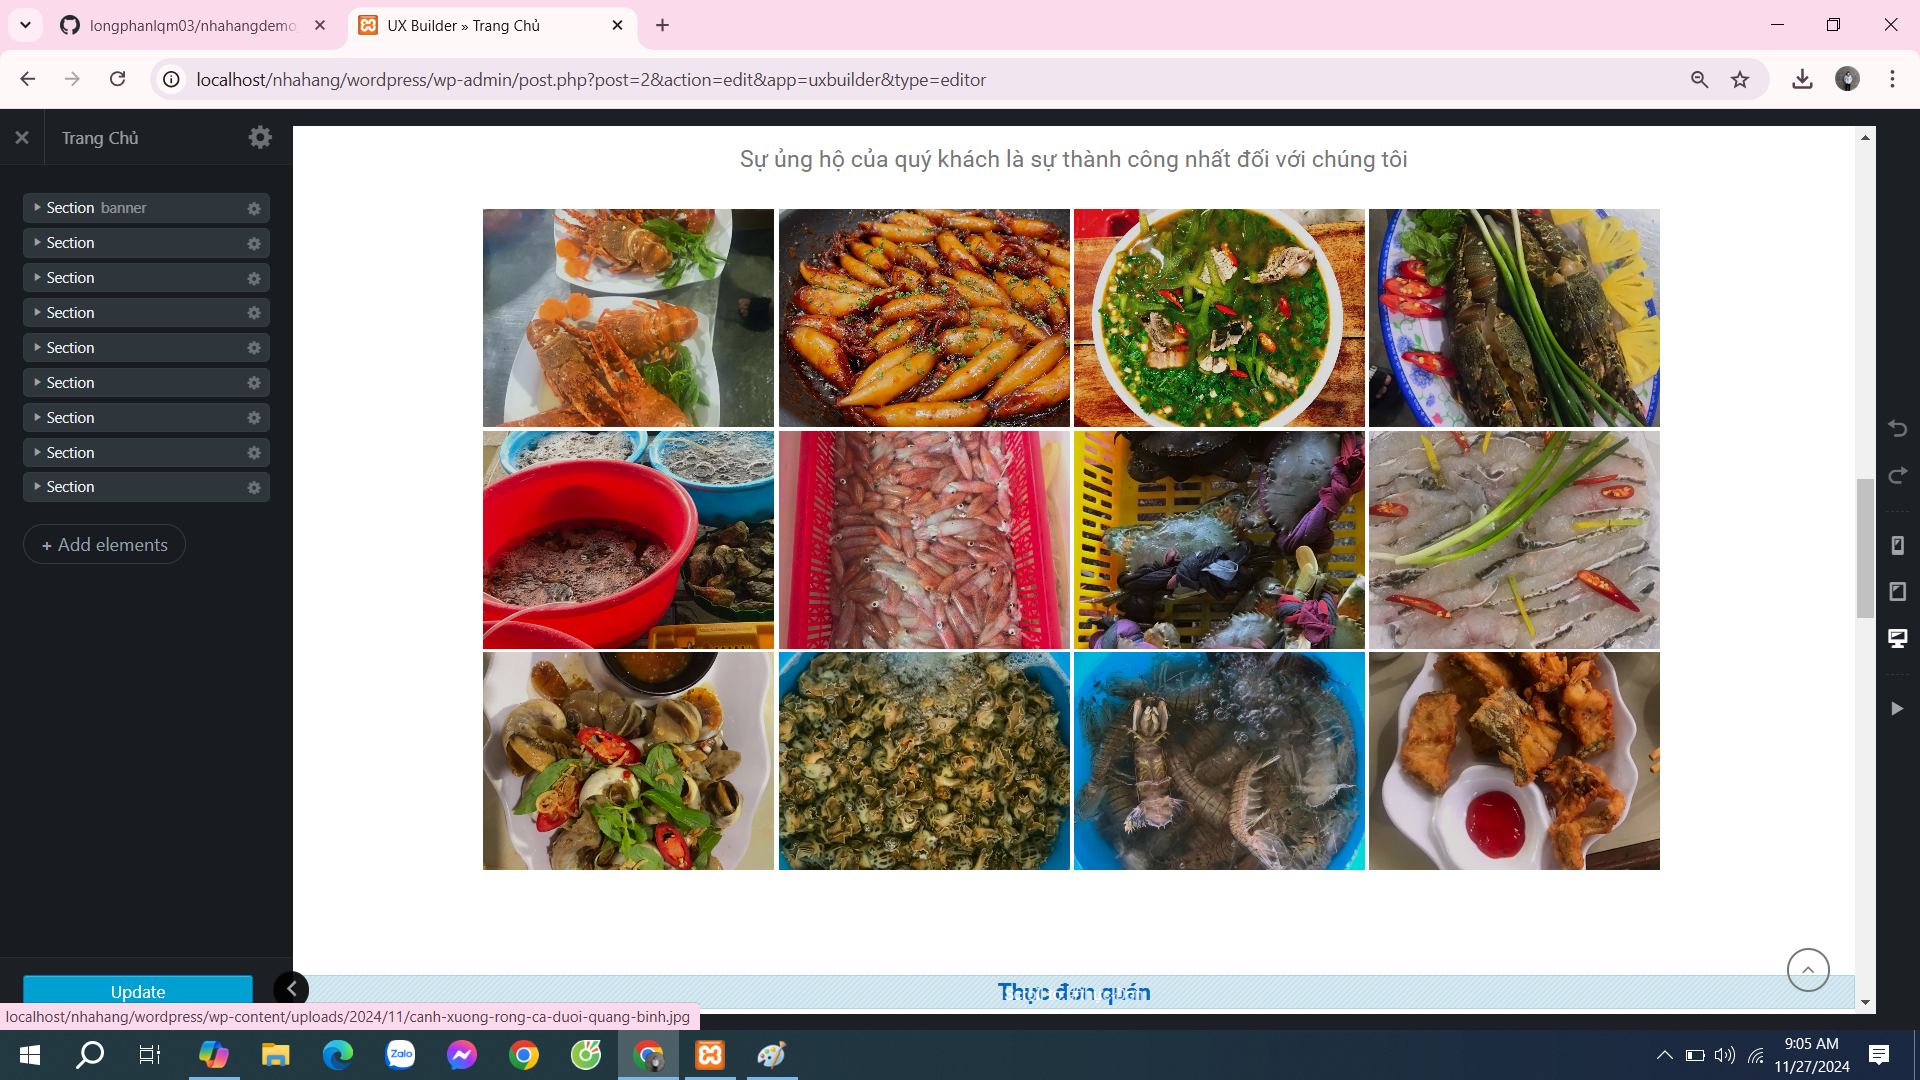 longphanlqm03/nhahangdemo
UX Builder » Trang Chủ
localhost/nhahang/wordpress/wp-admin/post.php?post=2&action=edit&app=uxbuilder&type=editor
Trang Chủ
Section banner
Section
Section
Section
Section
Section
Section
Section
Section
+ Add elements
Update
Sự ủng hộ của quý khách là sự thành công nhất đối với chúng tôi
Thực đơn quán
localhost/nhahang/wordpress/wp-content/uploads/2024/11/canh-xuong-rong-ca-duoi-quang-binh.jpg
Zalo
9:05 AM
11/27/2024